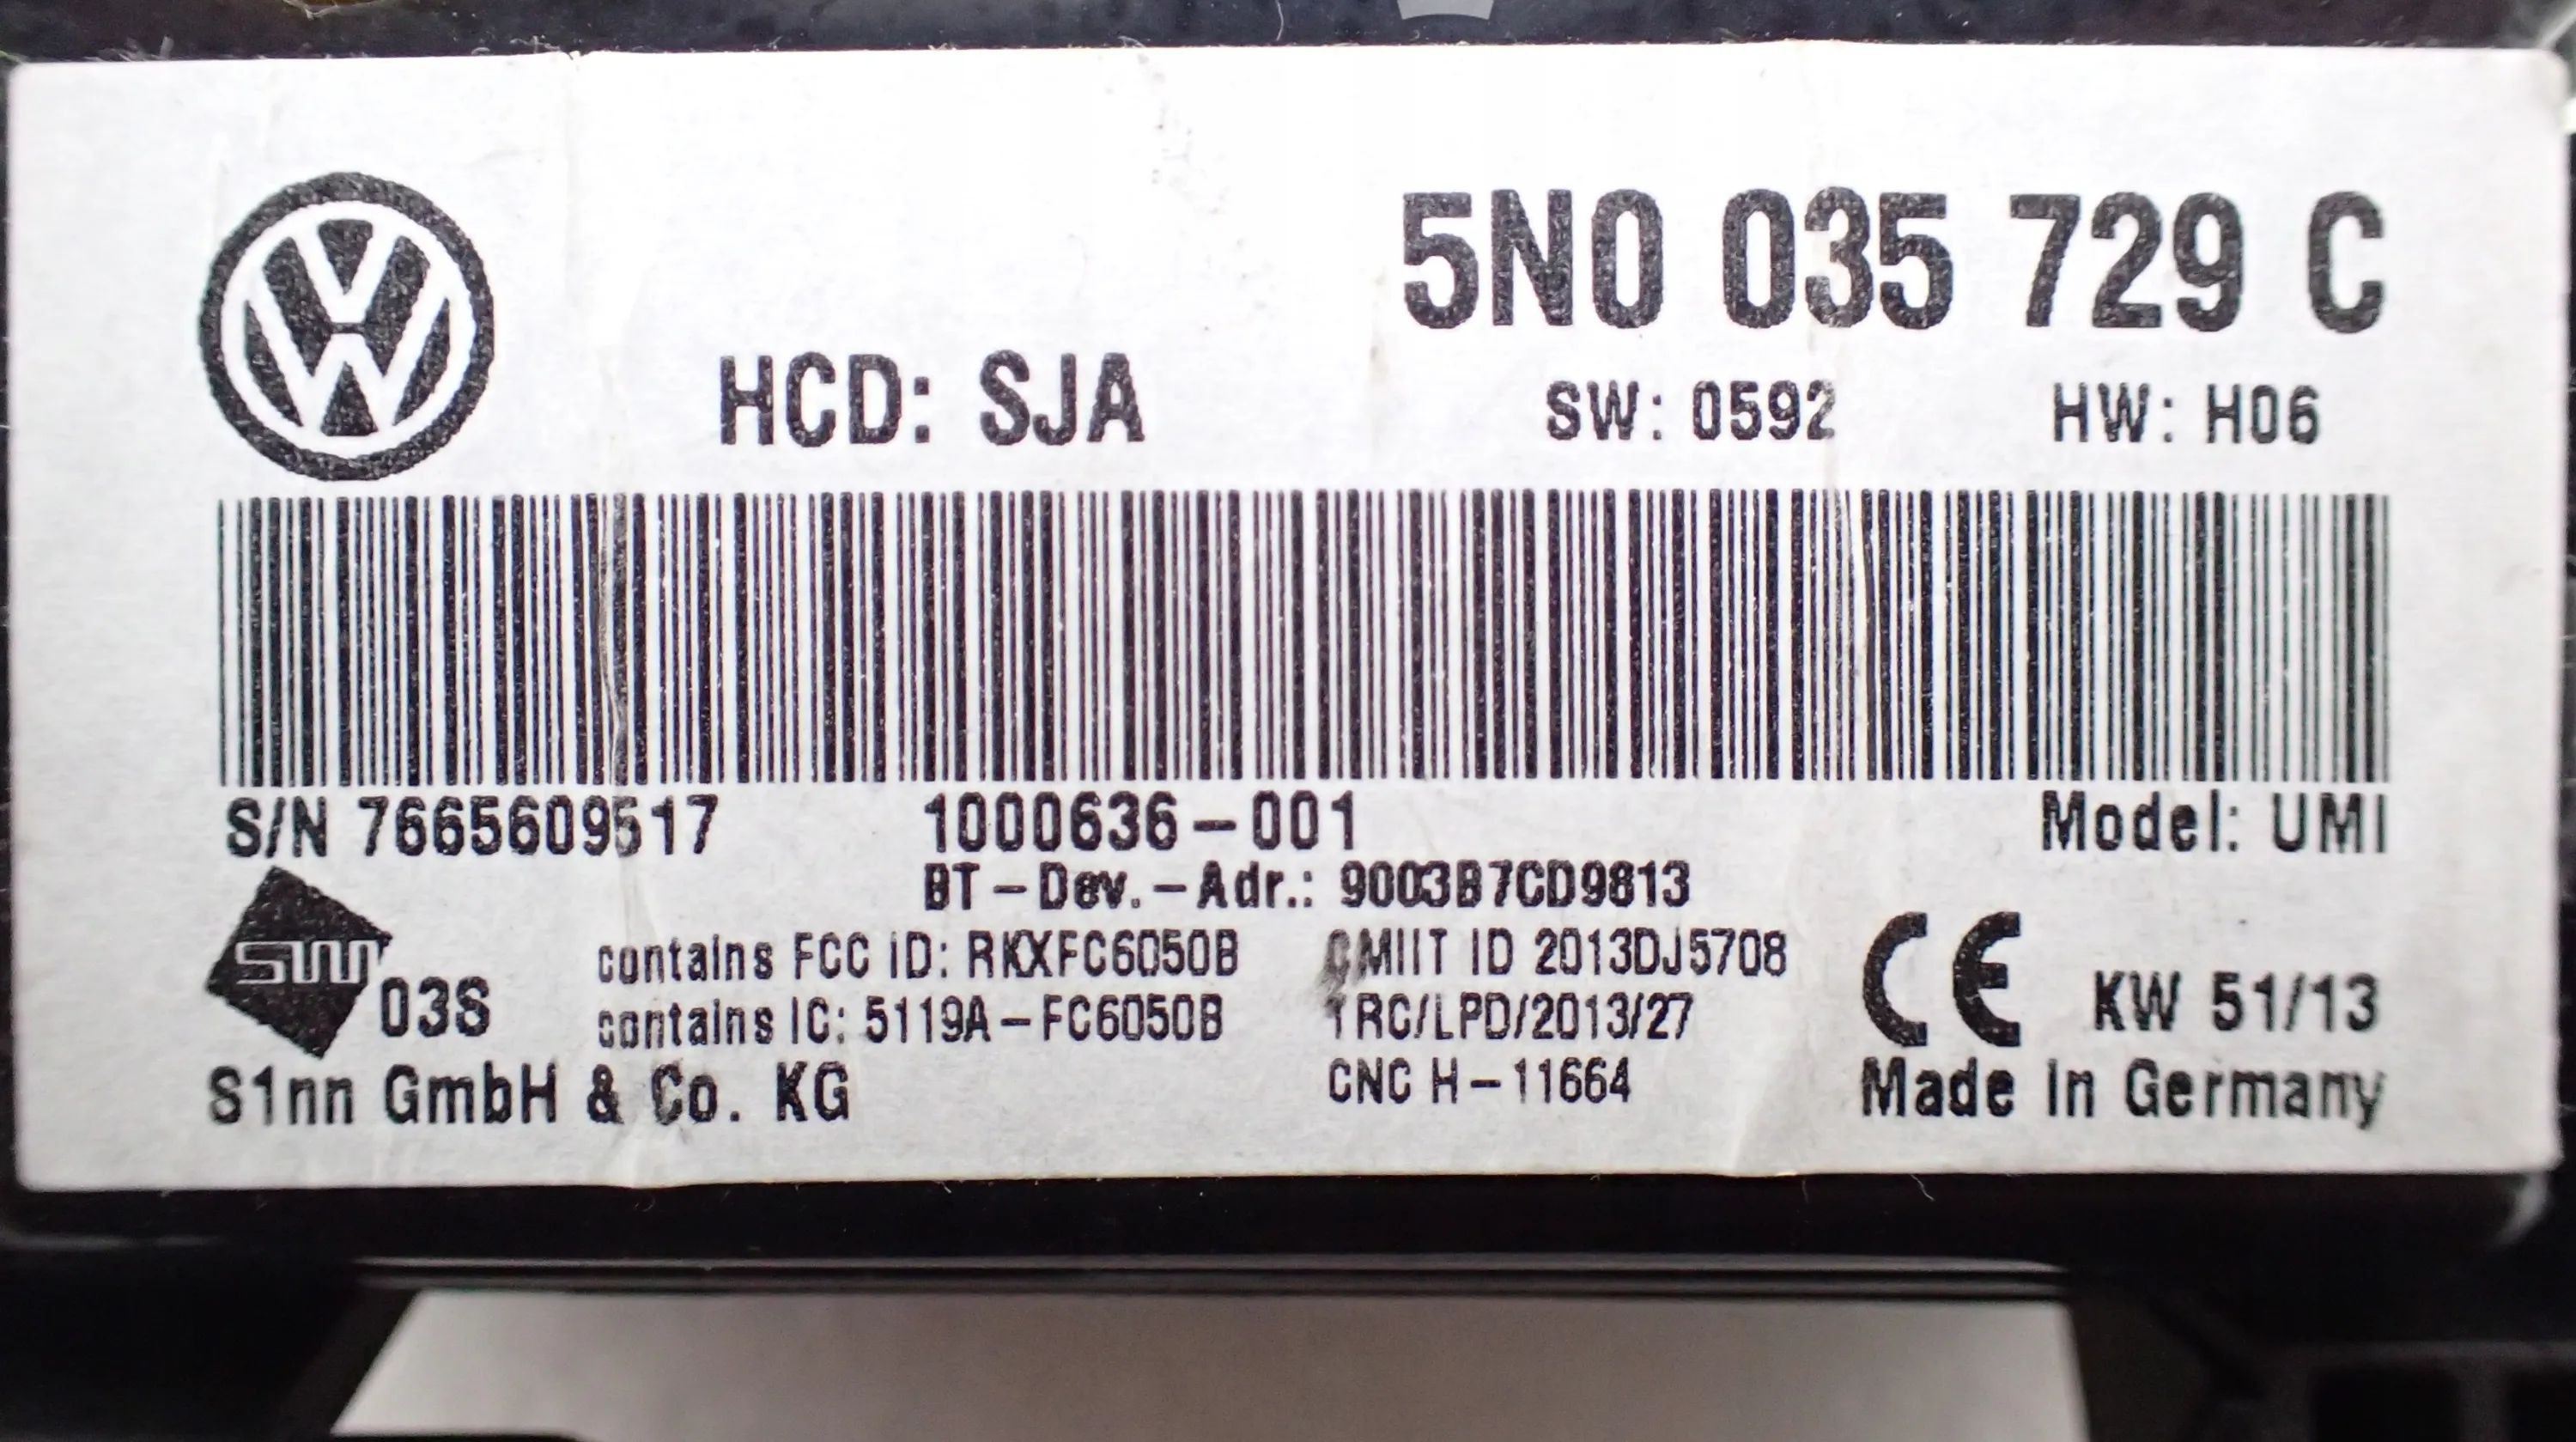 5N0 035 729 C
HCD: SJA
SW: 0592 HW: H06
S/N 7665609517 1000636-001 Model: UMI
BT-Dev.-Adr.: 9003B7CD9813
contains FCC ID: RKXFC6050B CMIIT ID 2013DJ5708
03S
contains IC: 5119A-FC6050B TRC/LPD/2013/27
KW 51/13
S1nn GmbH & Co. KG CNC H-11664 Made in Germany